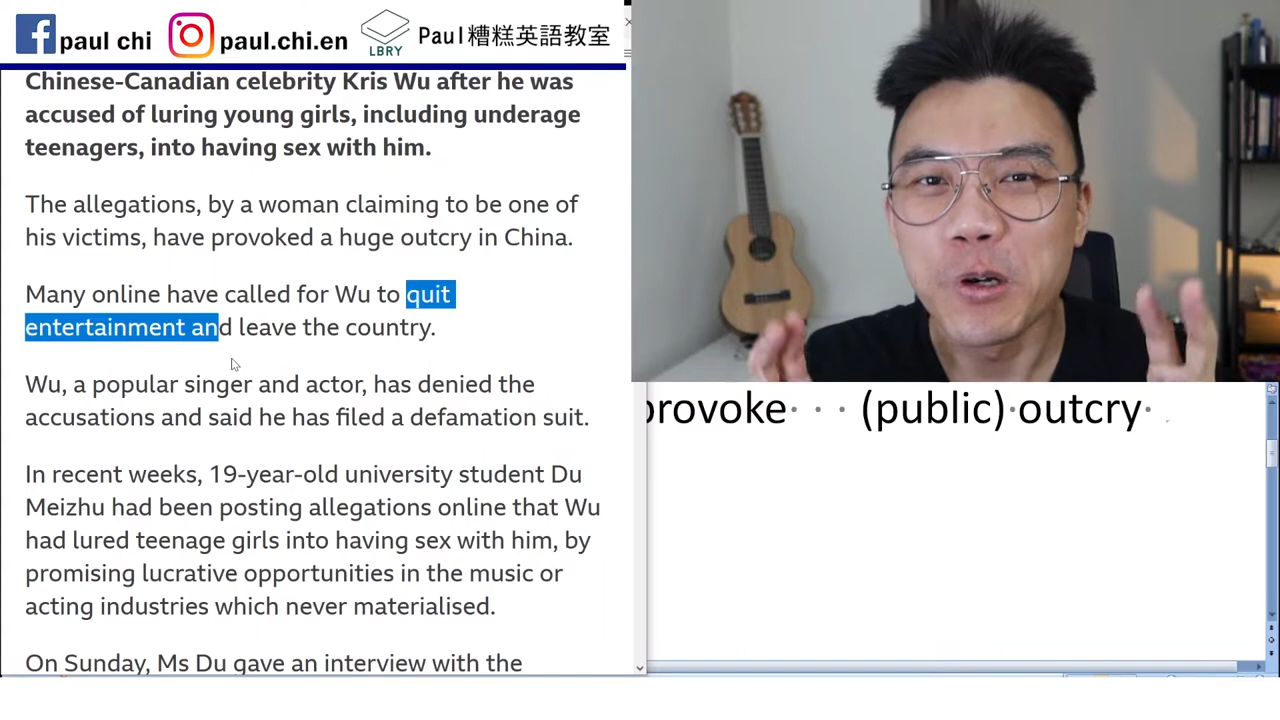 paul chi
paul.chi.en
LBRY
Paul糟糕英語教室
Chinese-Canadian celebrity Kris Wu after he was
accused of luring young girls, including underage
teenagers, into having sex with him.
The allegations, by a woman claiming to be one of
his victims, have provoked a huge outcry in China.
Many online have called for Wu to quit
entertainment and leave the country.
Wu, a popular singer and actor, has denied the
accusations and said he has filed a defamation suit.
In recent weeks, 19-year-old university student Du
Meizhu had been posting allegations online that Wu
had lured teenage girls into having sex with him, by
promising lucrative opportunities in the music or
acting industries which never materialised.
On Sunday, Ms Du gave an interview with the
provoke · · · (public) outcry